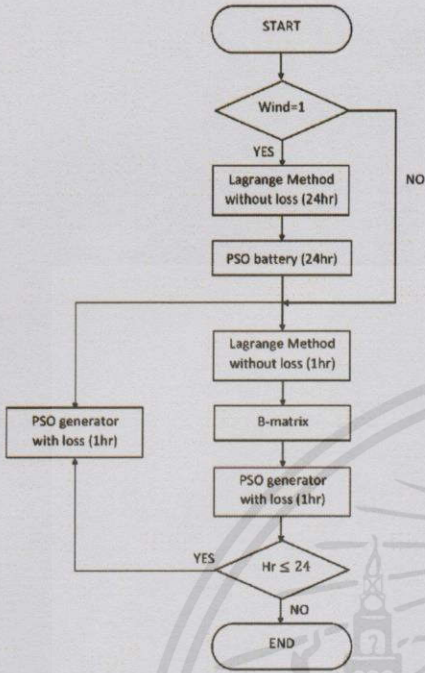 START
Wind=1
YES
NO
Lagrange Method
without loss (24hr)
PSO battery (24hr)
Lagrange Method
without loss (1hr)
PSO generator
with loss (1hr)
B-matrix
PSO generator
with loss (1hr)
YES
Hr ≤ 24
NO
END